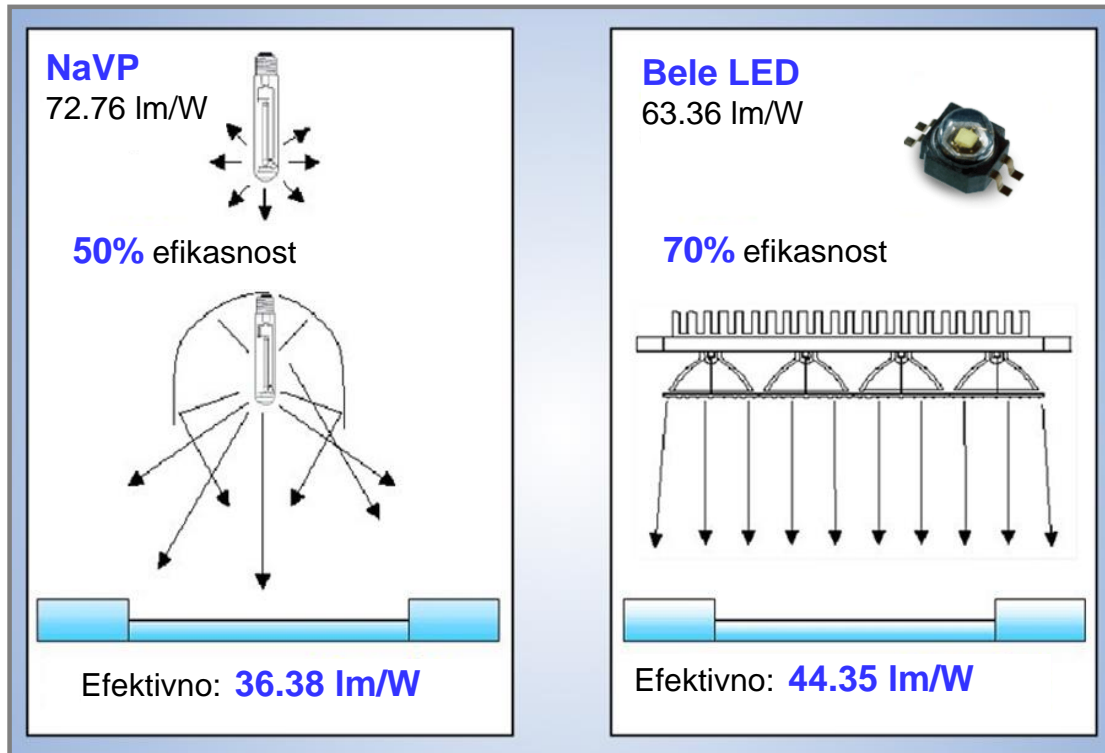 NaVP
72.76 lm/W
50% efikasnost
Efektivno: 36.38 lm/W
Bele LED
63.36 lm/W
70% efikasnost
Efektivno: 44.35 lm/W